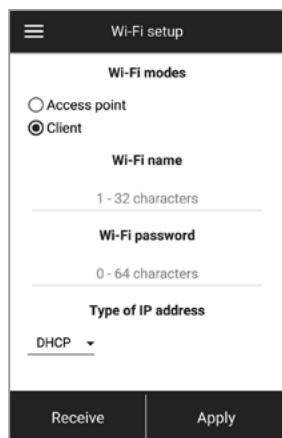 Wi-Fi setup
Wi-Fi modes
Access point
Client
Wi-Fi name
1 - 32 characters
Wi-Fi password
0 - 64 characters
Type of IP address
DHCP
Receive
Apply